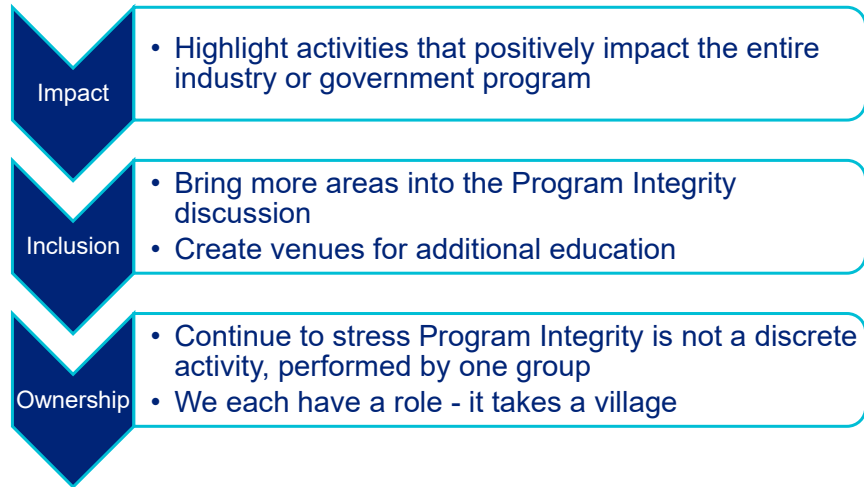 Impact
• Highlight activities that positively impact the entire
industry or government program
Inclusion
• Bring more areas into the Program Integrity
discussion
• Create venues for additional education
Ownership
• Continue to stress Program Integrity is not a discrete
activity, performed by one group
• We each have a role - it takes a village